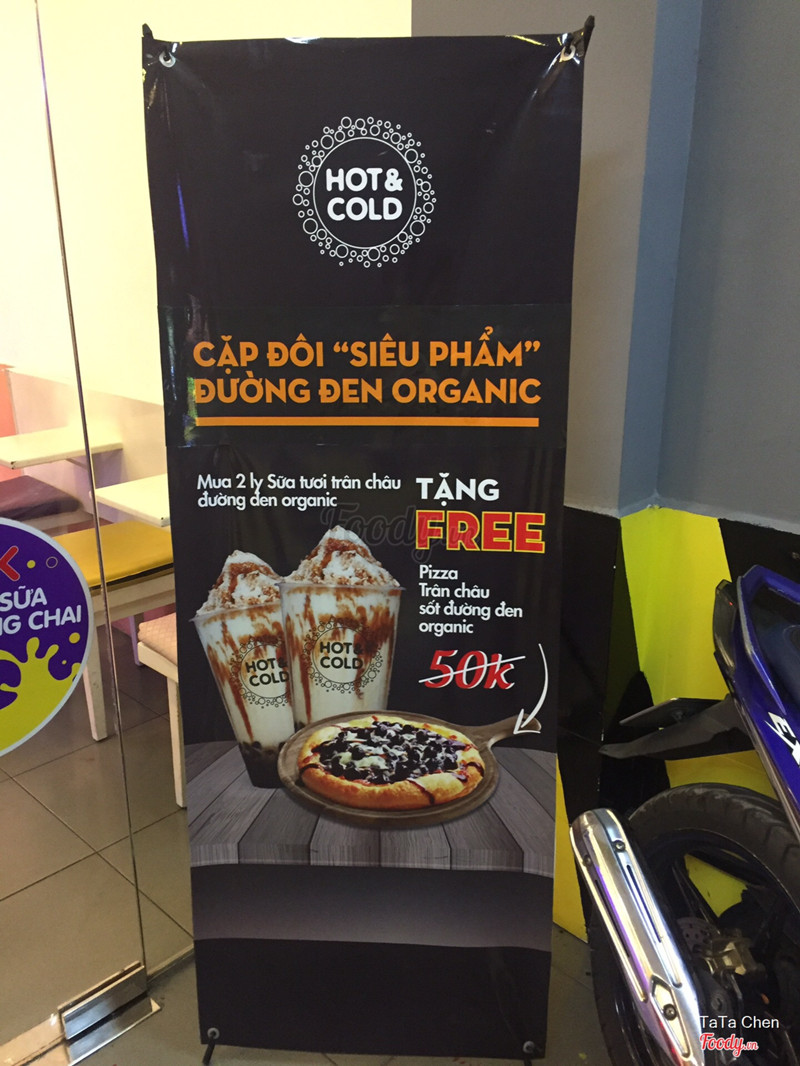 HOT &
COLD
CẶP ĐÔI “SIÊU PHẨM”
ĐƯỜNG ĐEN ORGANIC
Mua 2 ly Sữa tươi trân châu
đường đen organic
TẶNG
FREE
Pizza
Trân châu
sốt đường đen
organic
50k
HOT &
COLD
HOT &
COLD
SỮA
NG CHAI
Foody.vn
TaTa Chen
Foody.vn